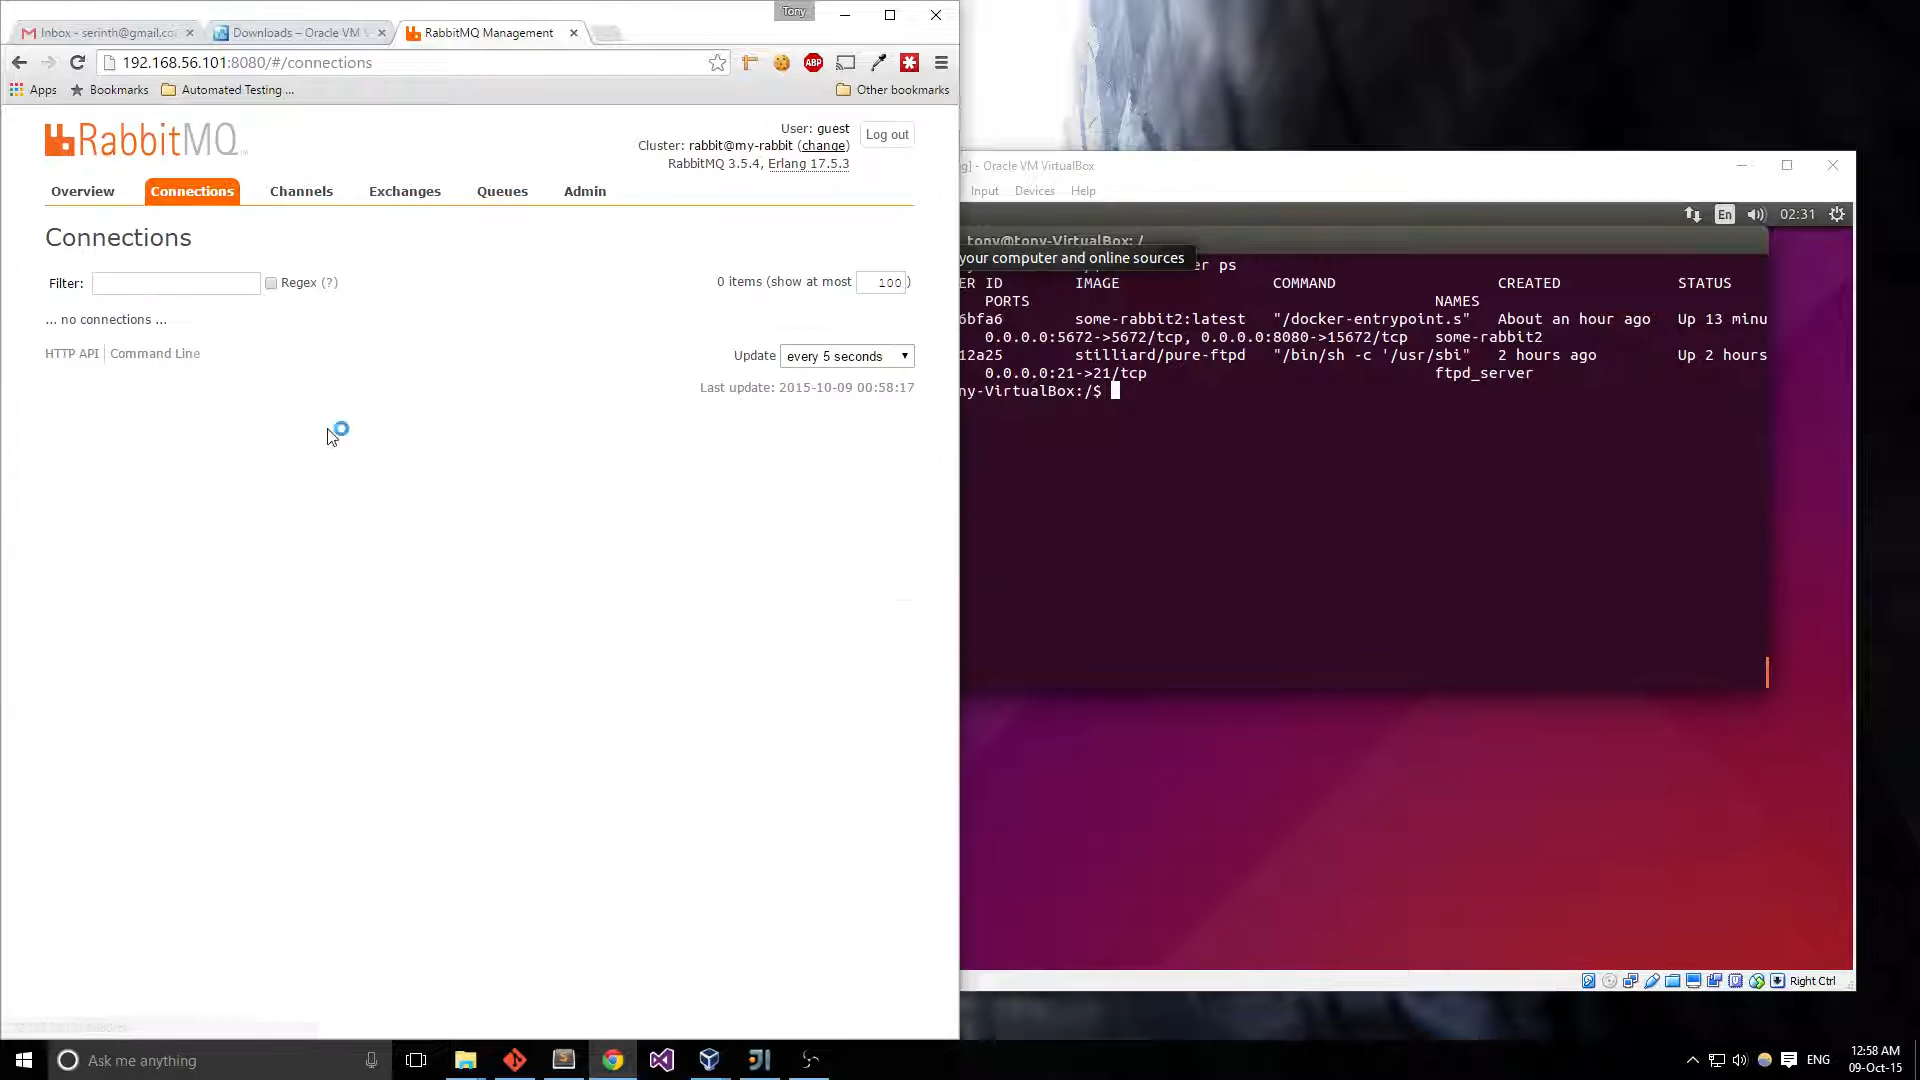 Tony
Inbox - serinth@gmail.co
Downloads – Oracle VM
RabbitMQ Management
192.168.56.101:8080/#/connections
ABP
Apps
Bookmarks
Automated Testing ...
Other bookmarks
RabbitMQ
User: guest
Log out
Cluster: rabbit@my-rabbit (change)
RabbitMQ 3.5.4, Erlang 17.5.3
Overview
Connections
Channels
Exchanges
Queues
Admin
Connections
Filter:
Regex (?)
0 items (show at most 100)
... no connections ...
HTTP API
Command Line
Update every 5 seconds
Last update: 2015-10-09 00:58:17
- Oracle VM VirtualBox
Input Devices Help
En
02:31
tony@tony-VirtualBox: /
your computer and online sources
er ps
ER ID IMAGE COMMAND CREATED STATUS
PORTS NAMES
6bfa6 some-rabbit2:latest "/docker-entrypoint.s" About an hour ago Up 13 minu
0.0.0.0:5672->5672/tcp, 0.0.0.0:8080->15672/tcp some-rabbit2
12a25 stilliard/pure-ftpd "/bin/sh -c '/usr/sbi" 2 hours ago Up 2 hours
0.0.0.0:21->21/tcp ftpd_server
ny-VirtualBox:/$
Right Ctrl
Ask me anything
ENG
12:58 AM
09-Oct-15